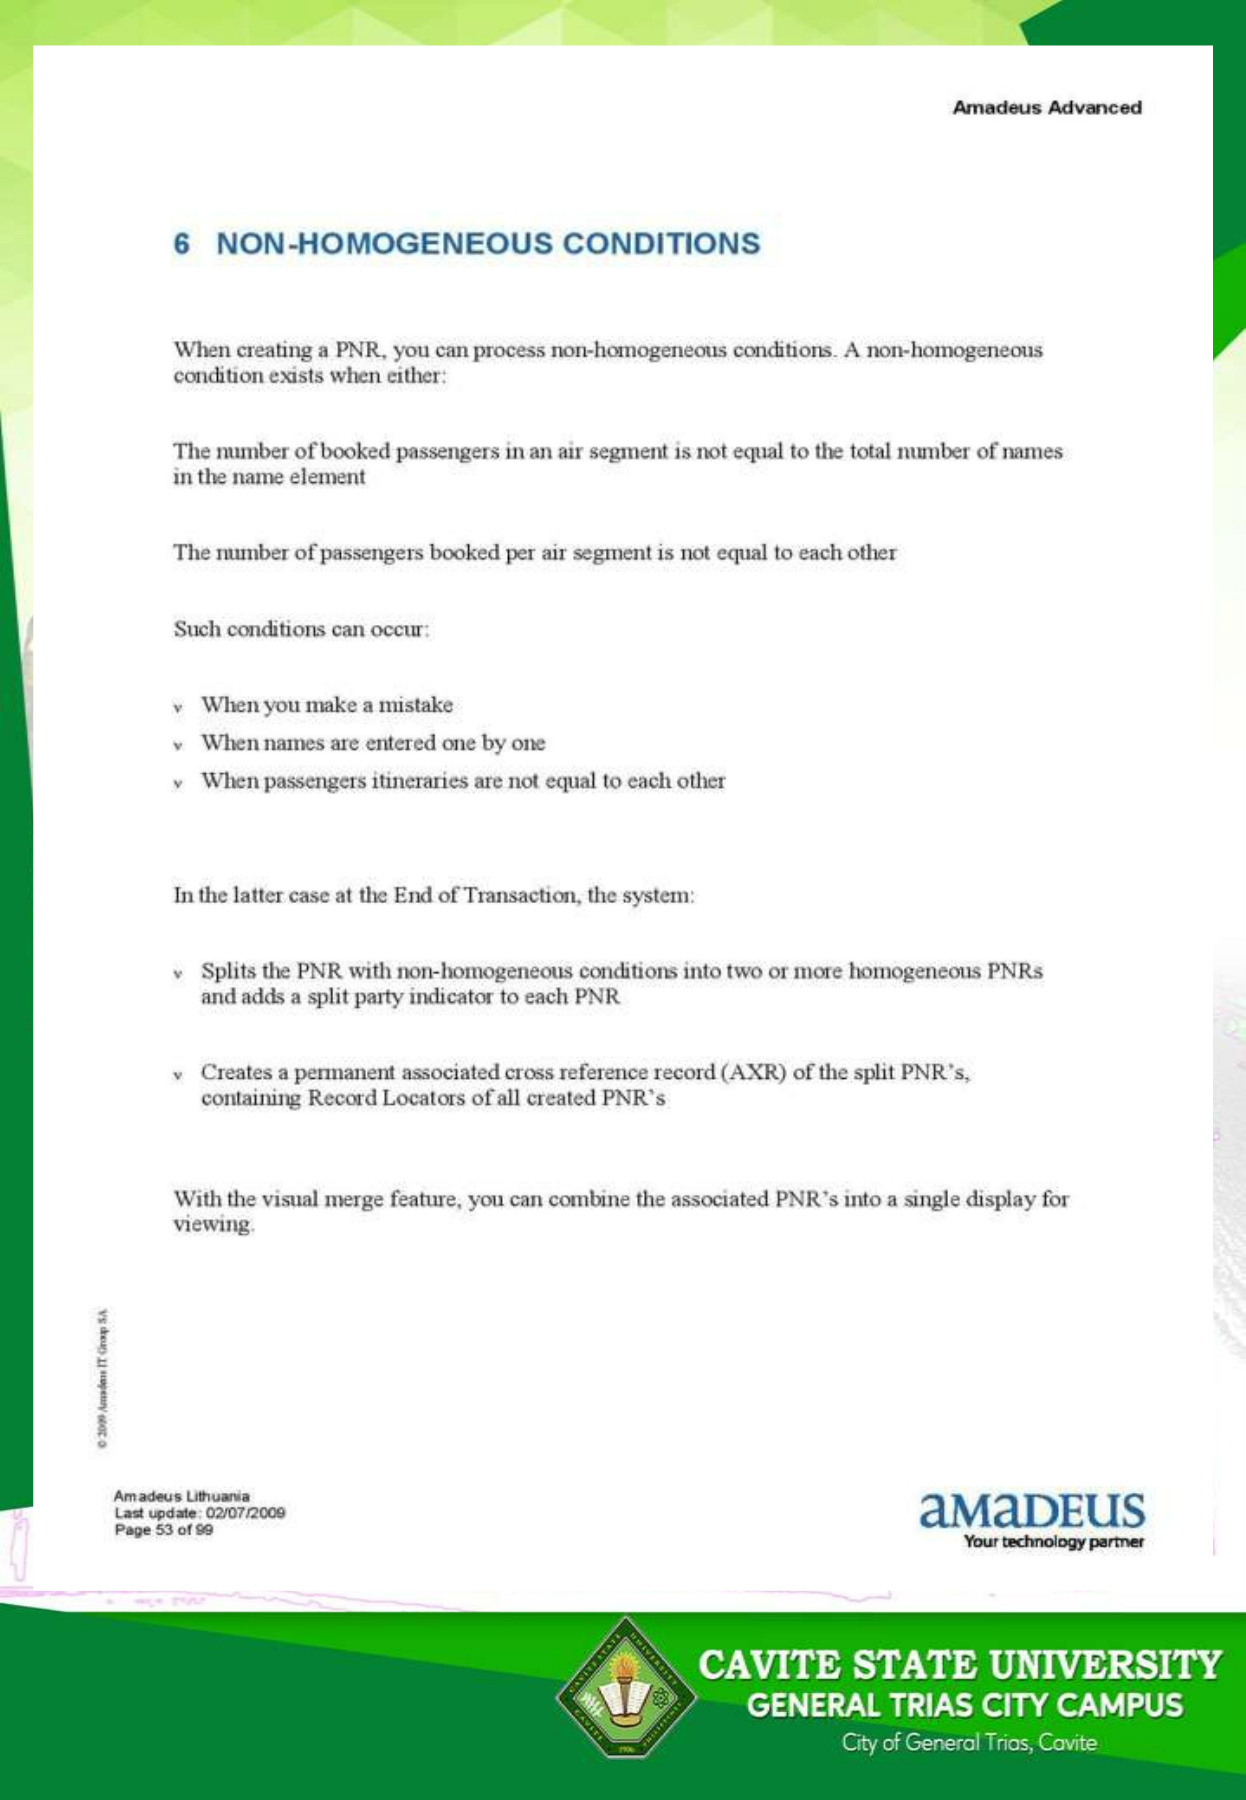 Amadeus Advanced
6 NON-HOMOGENEOUS CONDITIONS
When creating a PNR, you can process non-homogeneous conditions. A non-homogeneous
condition exists when either:
The number of booked passengers in an air segment is not equal to the total number of names
in the name element
The number of passengers booked per air segment is not equal to each other
Such conditions can occur:
v When you make a mistake
v When names are entered one by one
v When passengers itineraries are not equal to each other
In the latter case at the End of Transaction, the system:
v Splits the PNR with non-homogeneous conditions into two or more homogeneous PNRs
and adds a split party indicator to each PNR
v Creates a permanent associated cross reference record (AXR) of the split PNR's,
containing Record Locators of all created PNR's
With the visual merge feature, you can combine the associated PNR's into a single display for
viewing.
© 2009 Amadeus IT Group SA
Amadeus Lithuania
Last update: 02/07/2009
Page 53 of 99
aMaDEUS
Your technology partner
CAVITE STATE UNIVERSITY
GENERAL TRIAS CITY CAMPUS
City of General Trias, Cavite